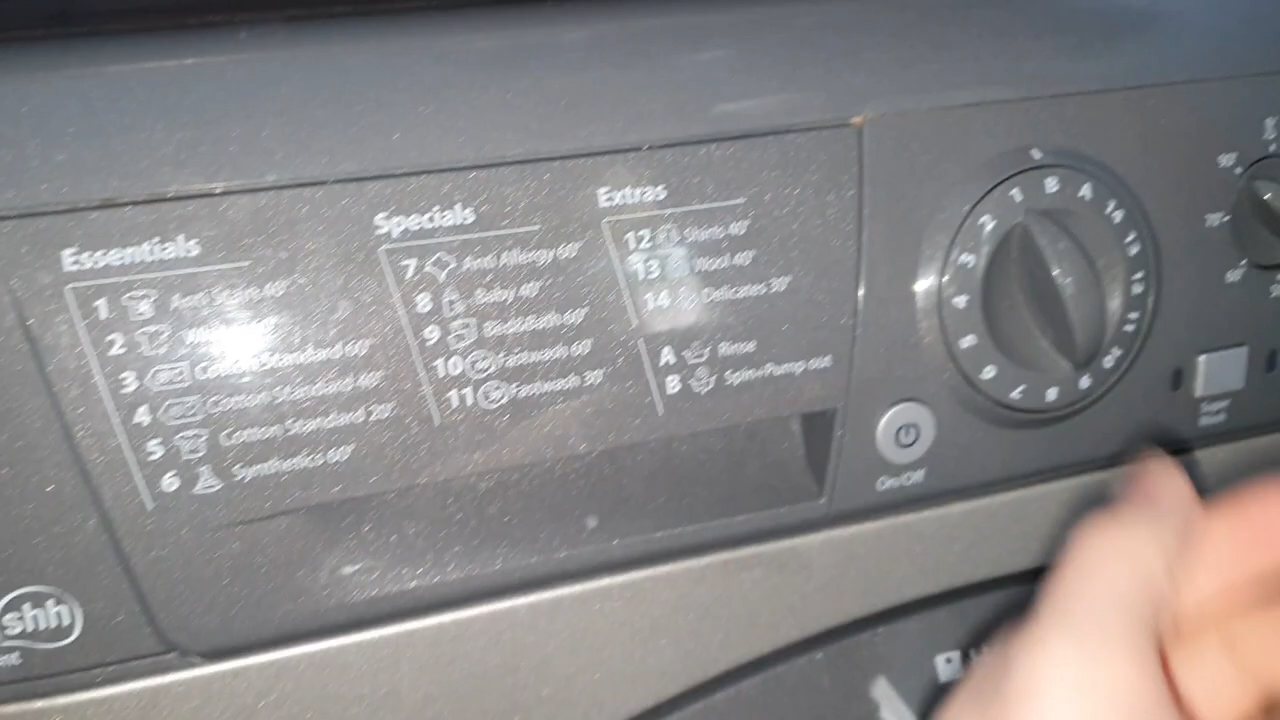 Essentials
1 Anti Stains 40°
2
3 Cotton Standard 60°
4 Cotton Standard 40°
5 Cotton Standard 20°
6 Synthetics 60°
Specials
7 Anti Allergy 60°
8 Baby 40°
9 Bed&Bath 60°
10 Fastwash 60°
11 Fastwash 30°
Extras
12 Shirts 40°
13 Wool 40°
14 Delicates 30°
A Rinse
B Spin+Pump out
1 B A 14 13 12 11 10 9 8 7 6 5 4 3 2
On/Off
90°
shh